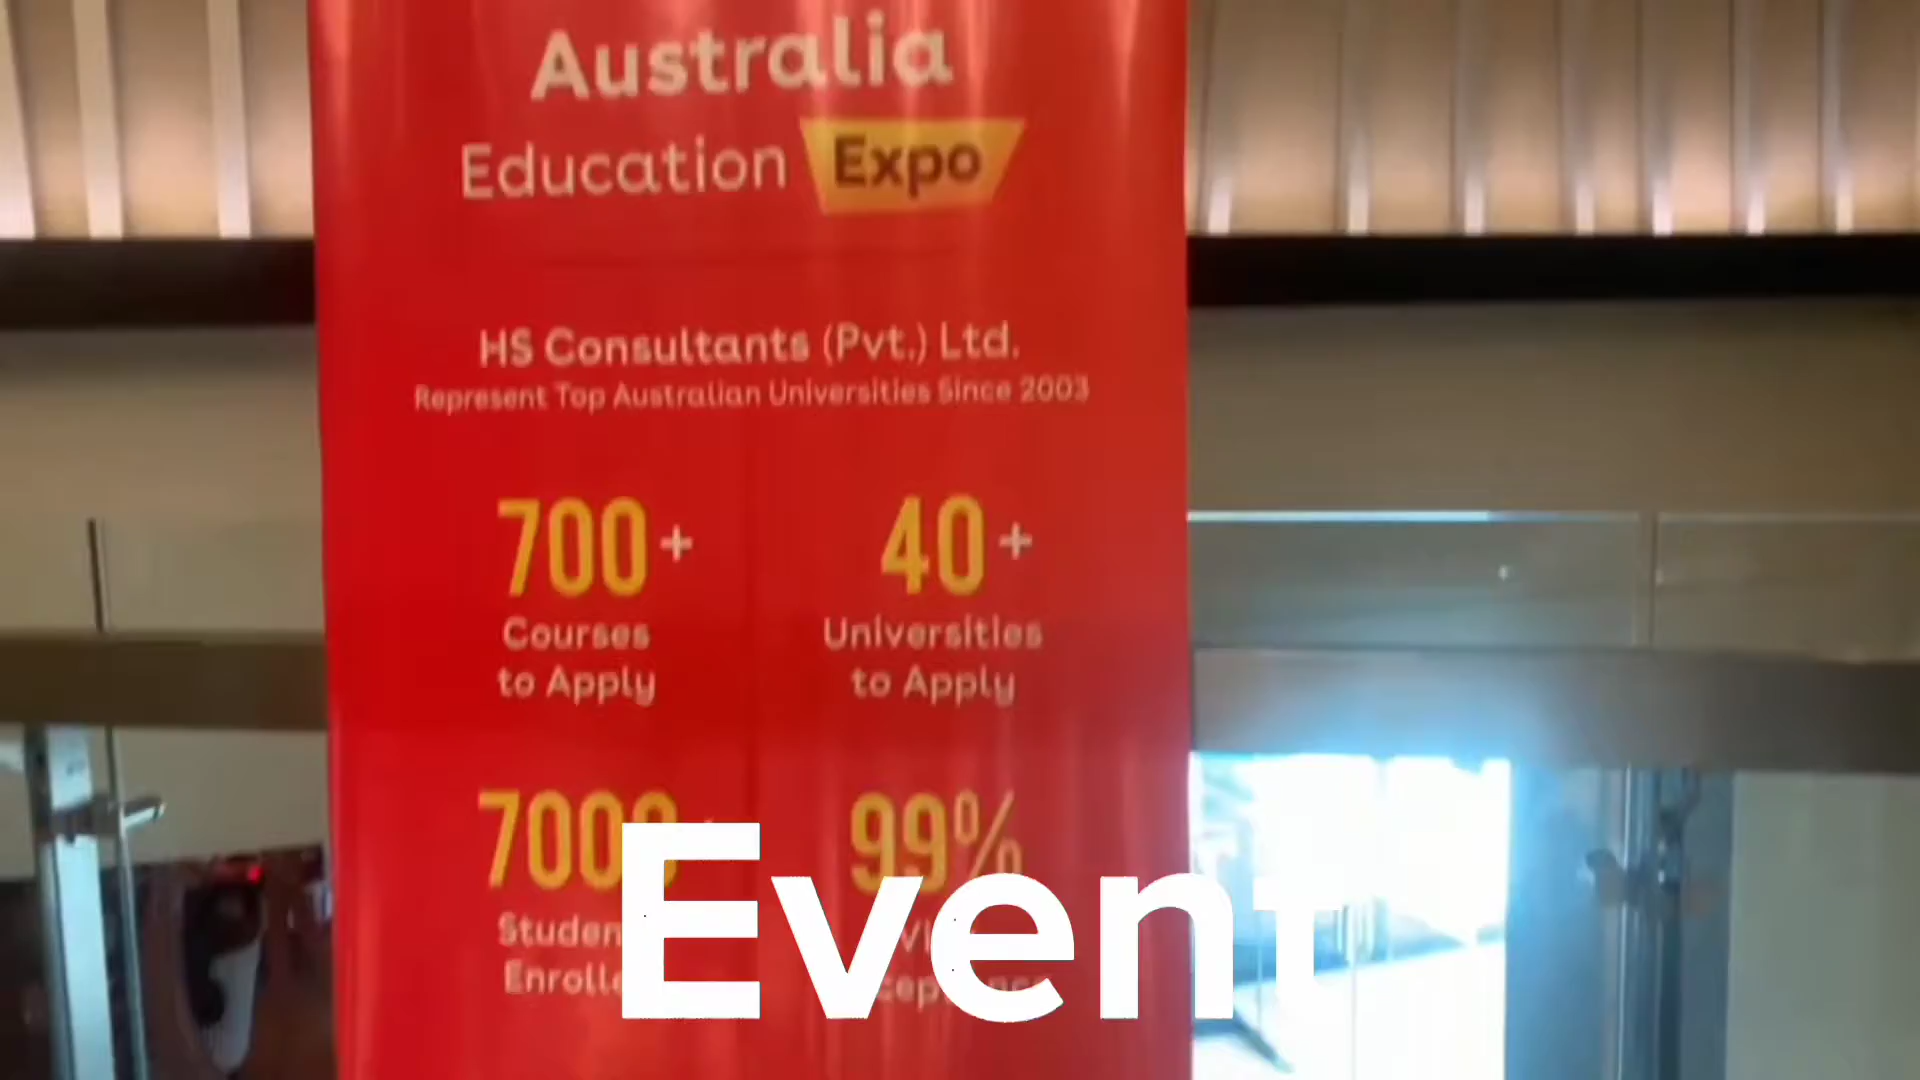 Australia
Education Expo
HS Consultants (Pvt.) Ltd.
Represent Top Australian Universities Since 2003
700+
Courses
to Apply
40+
Universities
to Apply
99%
Event